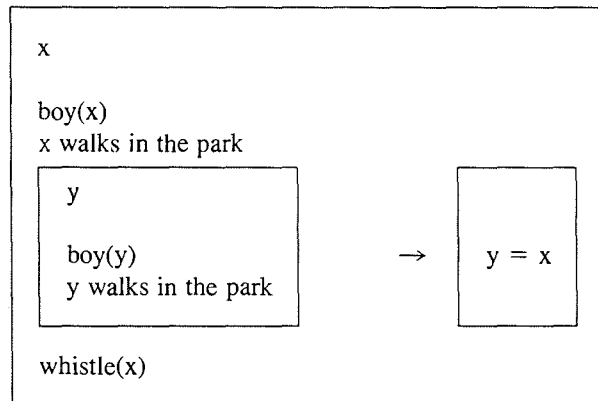 x
boy(x)
x walks in the park
y
boy(y)
y walks in the park
→
y = x
whistle(x)